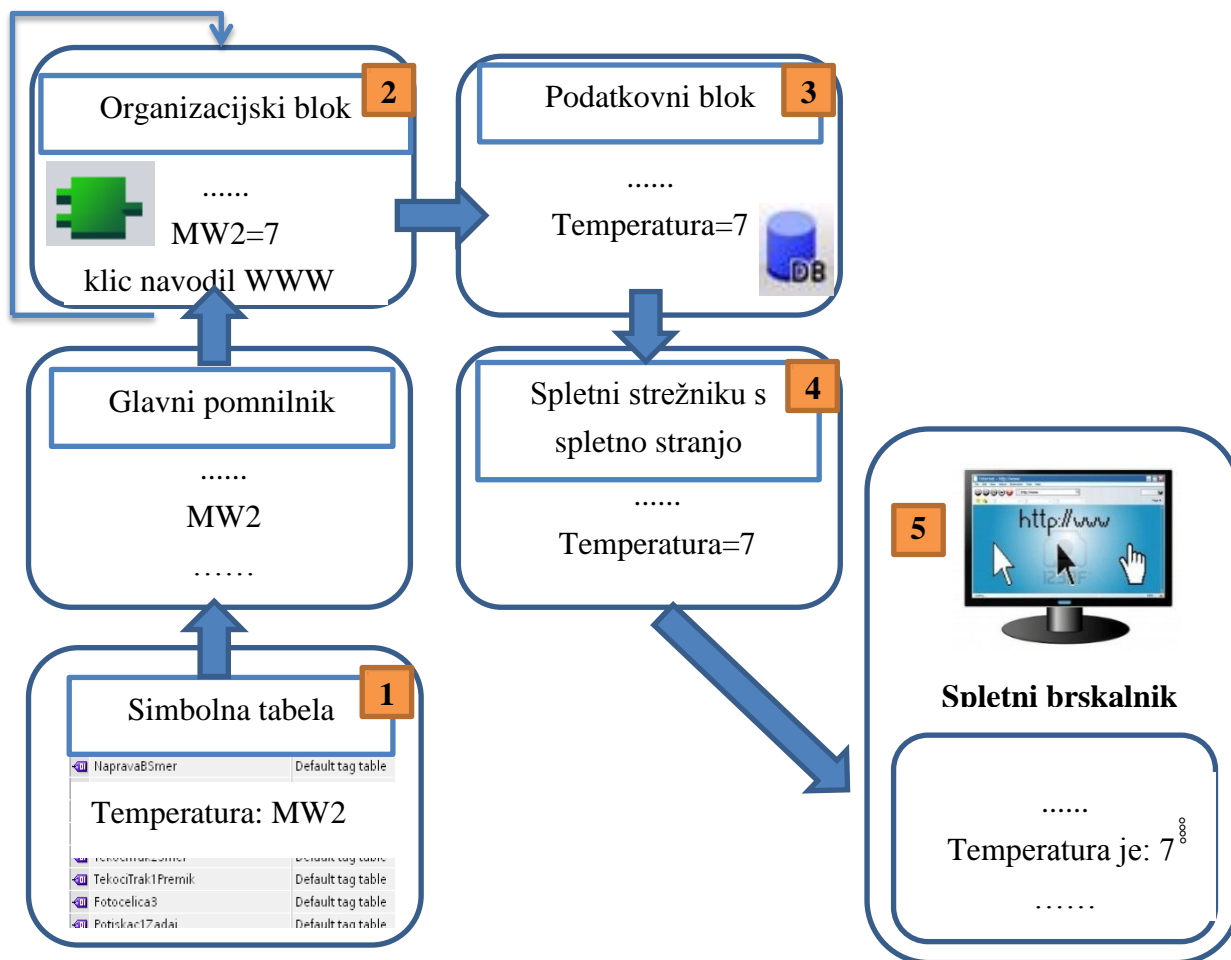 2
Organizacijski blok
......
MW2=7
klic navodil WWW
3
Podatkovni blok
......
Temperatura=7
DB
Glavni pomnilnik
......
MW2
......
4
Spletni strežniku s
spletno stranjo
......
Temperatura=7
1
Simbolna tabela
NapravaBSmer Default tag table
Temperatura: MW2
TekociTrak2Smer Default tag table
TekociTrak1Premik Default tag table
Fotocelica3 Default tag table
Potiskac1Zadaj Default tag table
5
http://www
Spletni brskalnik
......
Temperatura je: 7
......